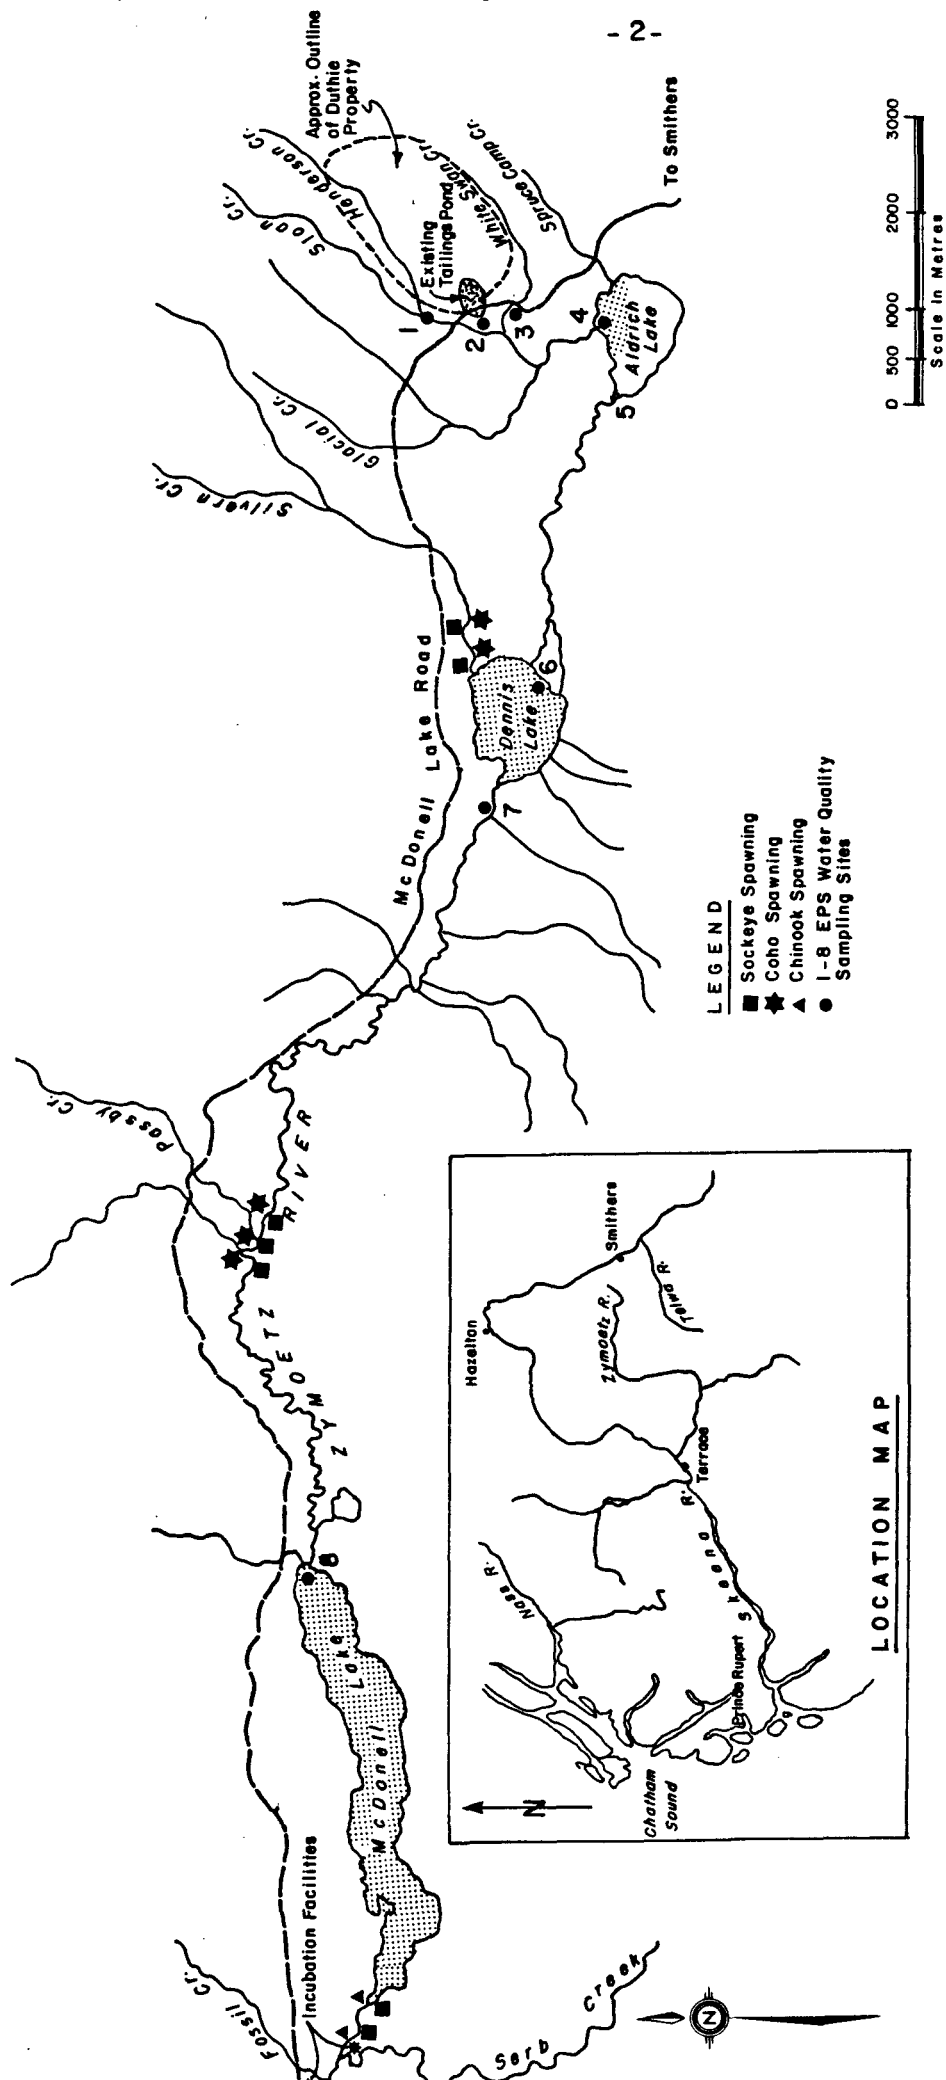 - 2 -
Approx. Outline
of Duthie
Property
Henderson Cr.
Sloan Cr.
White Swan Cr.
Spruce Camp Cr.
To Smithers
Existing
Tailings Pond
1
2
3
4
Aldrich
Lake
5
Glacial Cr.
Silvern Cr.
McDonell Lake Road
Dennis
Lake
6
7
Passby Cr.
ZYMOETZ RIVER
8
McDonell Lake
Incubation Facilities
Fossil Cr.
Serb Creek
N
0 500 1000 2000 3000
Scale in Metres
LEGEND
Sockeye Spawning
Coho Spawning
Chinook Spawning
1-8 EPS Water Quality
Sampling Sites
Hazelton
Smithers
Zymoetz R.
Telwa R.
Terrace
Skeena R.
Nass R.
Prince Rupert
Chatham
Sound
N
LOCATION MAP